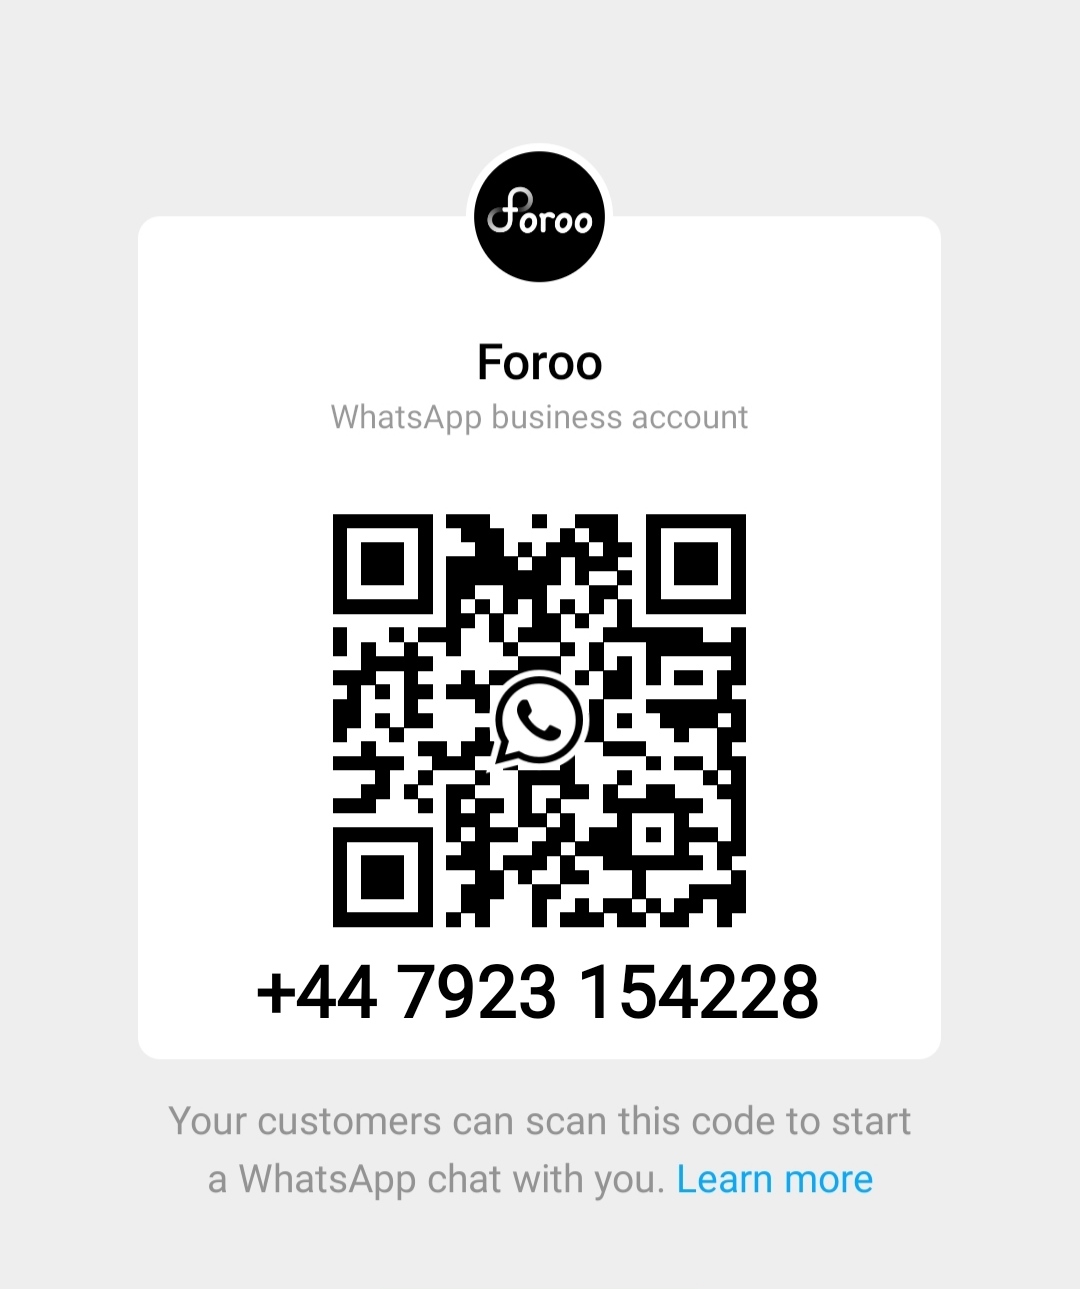 foroo
Foroo
WhatsApp business account
+44 7923 154228
Your customers can scan this code to start
a WhatsApp chat with you. Learn more